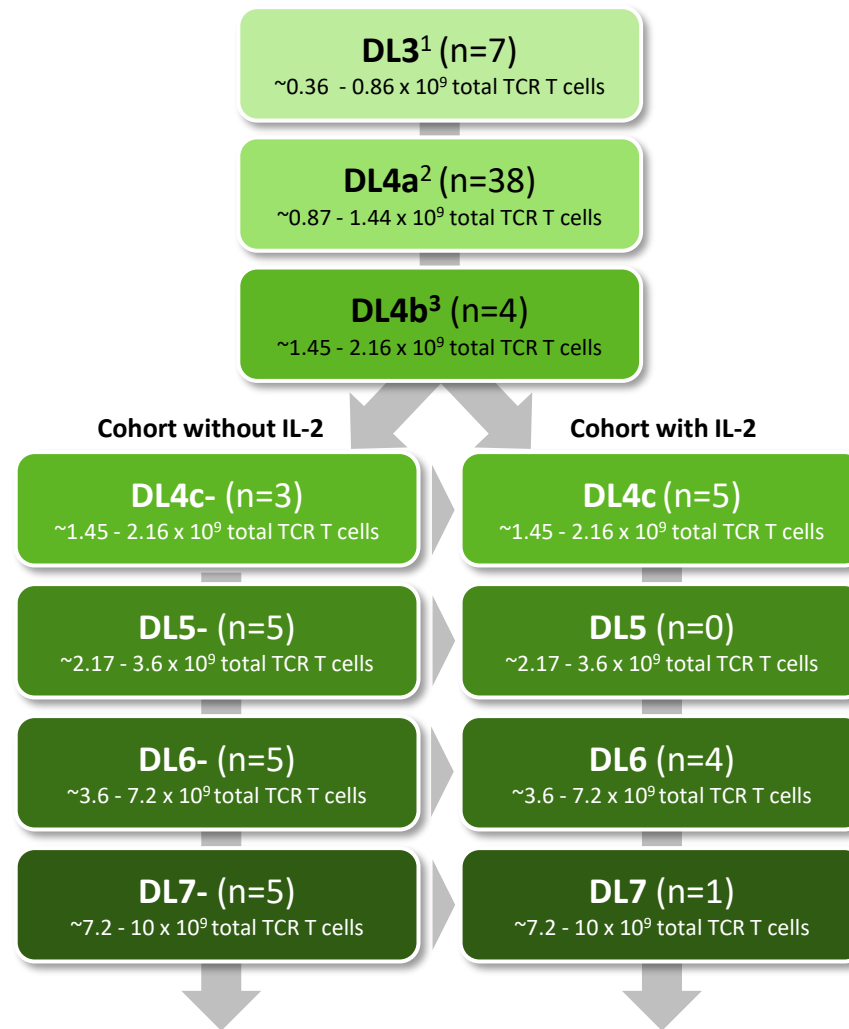 DL3¹ (n=7)
~0.36 - 0.86 x 10⁹ total TCR T cells
DL4a² (n=38)
~0.87 - 1.44 x 10⁹ total TCR T cells
DL4b³ (n=4)
~1.45 - 2.16 x 10⁹ total TCR T cells
Cohort without IL-2
Cohort with IL-2
DL4c- (n=3)
~1.45 - 2.16 x 10⁹ total TCR T cells
DL4c (n=5)
~1.45 - 2.16 x 10⁹ total TCR T cells
DL5- (n=5)
~2.17 - 3.6 x 10⁹ total TCR T cells
DL5 (n=0)
~2.17 - 3.6 x 10⁹ total TCR T cells
DL6- (n=5)
~3.6 - 7.2 x 10⁹ total TCR T cells
DL6 (n=4)
~3.6 - 7.2 x 10⁹ total TCR T cells
DL7- (n=5)
~7.2 - 10 x 10⁹ total TCR T cells
DL7 (n=1)
~7.2 - 10 x 10⁹ total TCR T cells